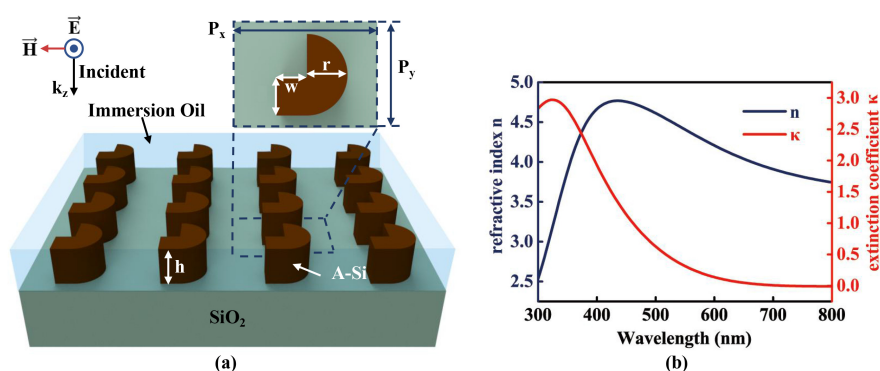 (a)
E
H
Incident
k_z
Immersion Oil
P_x
P_y
r
w
h
A-Si
SiO₂
(b)
5.0
4.5
4.0
3.5
3.0
2.5
refractive index n
n
κ
3.0
2.5
2.0
1.5
1.0
0.5
0.0
extinction coefficient κ
300 400 500 600 700 800
Wavelength (nm)
(a)
(b)